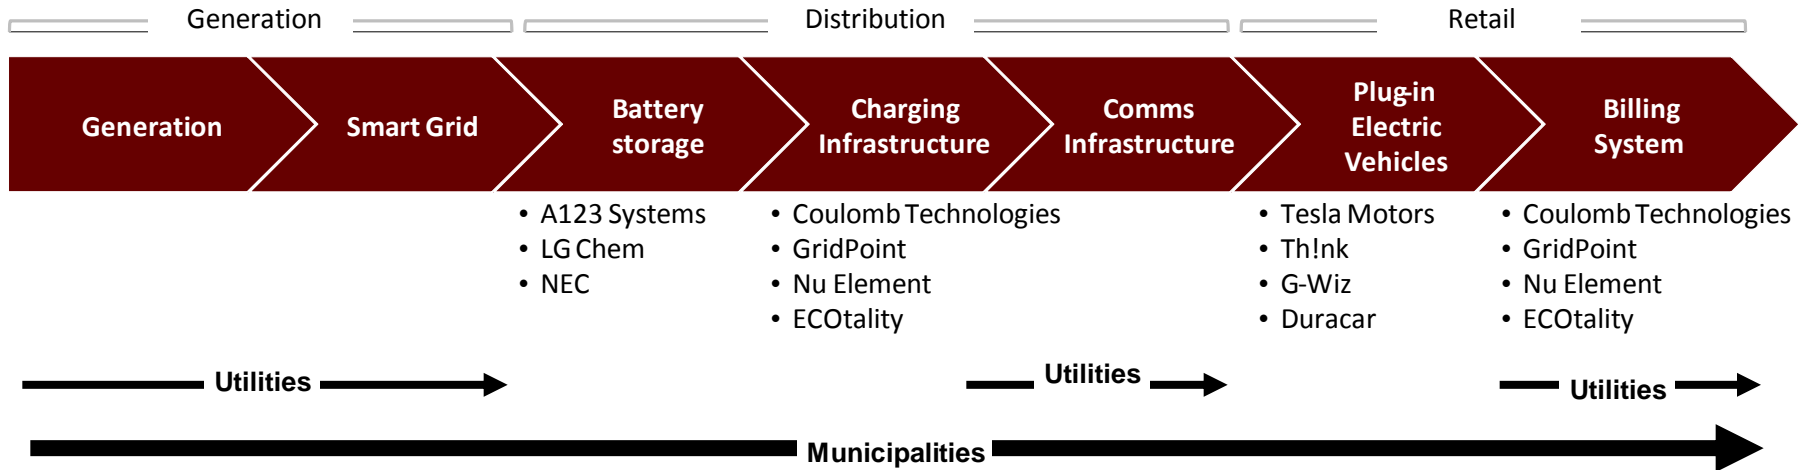 Generation
Distribution
Retail
Generation
Smart Grid
Battery
storage
Charging
Infrastructure
Comms
Infrastructure
Plug-in
Electric
Vehicles
Billing
System
• A123 Systems
• LG Chem
• NEC
• Coulomb Technologies
• GridPoint
• Nu Element
• ECOtality
• Tesla Motors
• Th!nk
• G-Wiz
• Duracar
• Coulomb Technologies
• GridPoint
• Nu Element
• ECOtality
Utilities
Utilities
Utilities
Municipalities